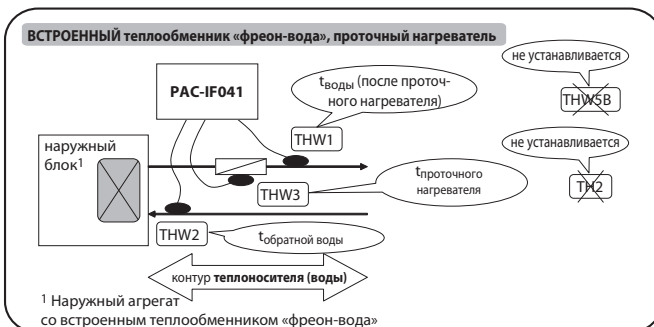 ВСТРОЕННЫЙ теплообменник «фреон-вода», проточный нагреватель
не устанавливается
THW5B
PAC-IF041
tводы (после проточ-
ного нагревателя)
THW1
наружный
блок1
не устанавливается
TH2
THW3
tпроточного
нагревателя
THW2
tобратной воды
контур теплоносителя (воды)
1 Наружный агрегат
со встроенным теплообменником «фреон-вода»